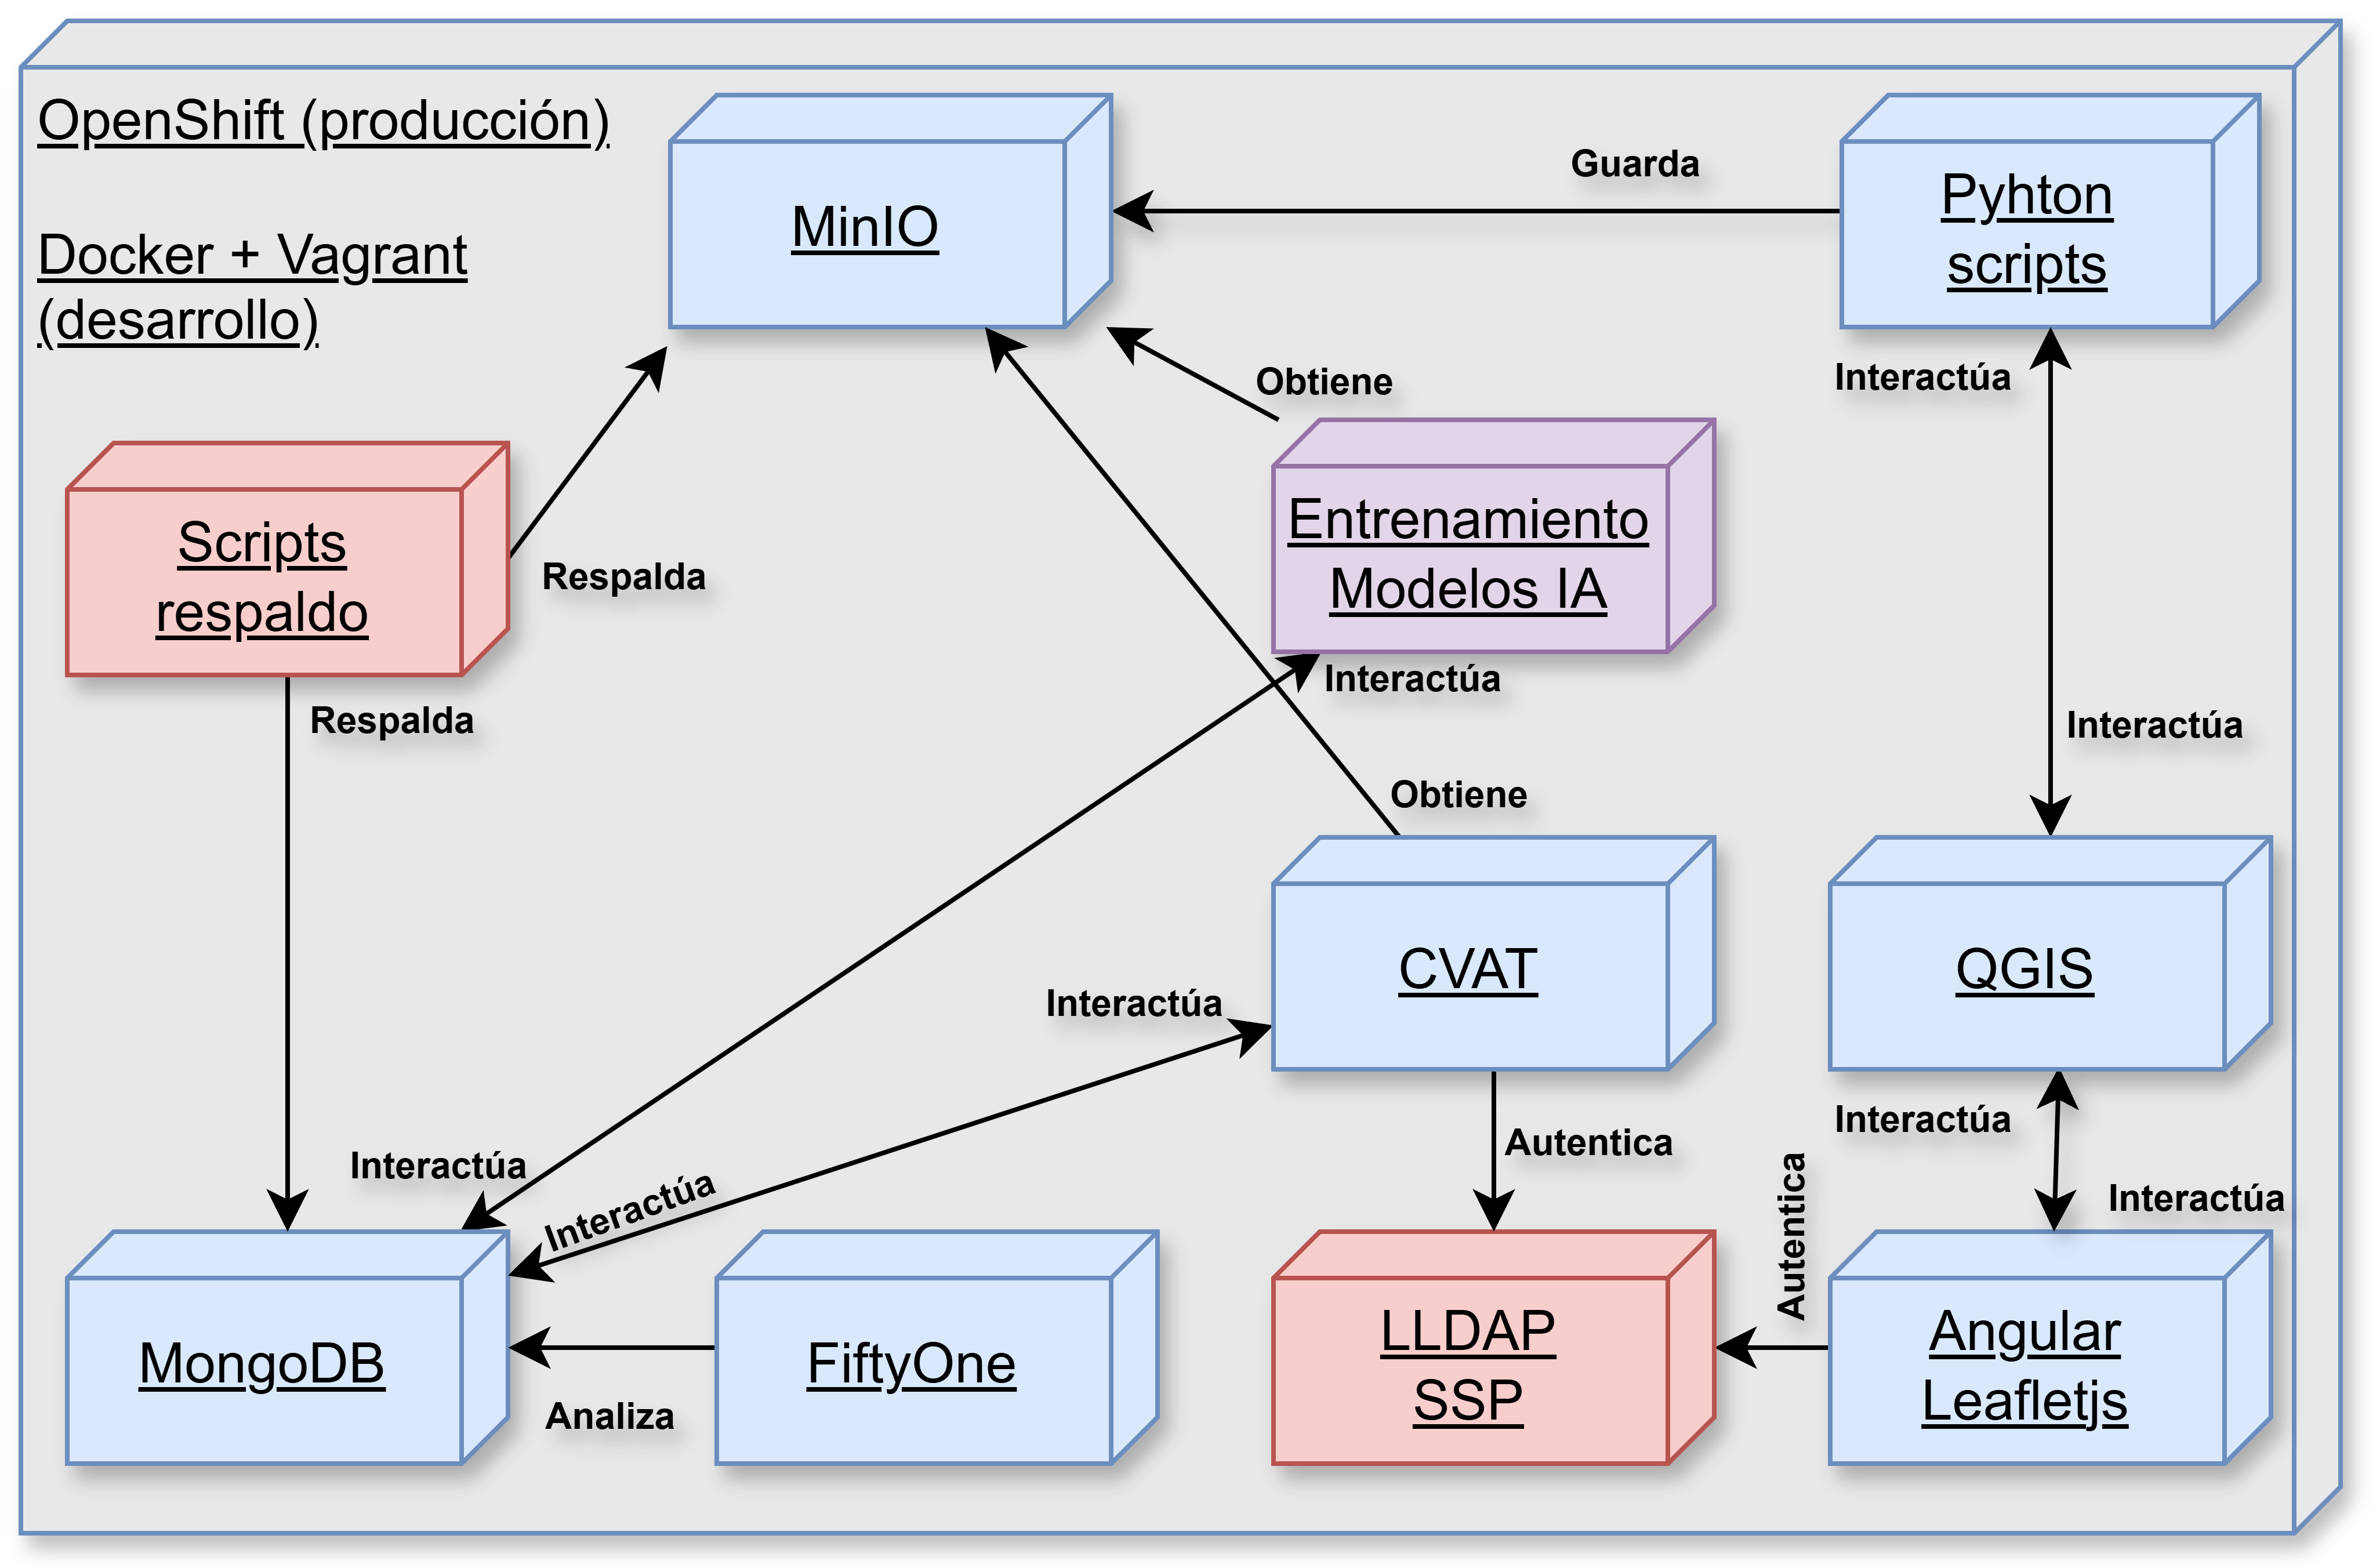 OpenShift (producción)
Docker + Vagrant
(desarrollo)
MinIO
Guarda
Pyhton
scripts
Obtiene
Interactúa
Scripts
respaldo
Respalda
Entrenamiento
Modelos IA
Interactúa
Respalda
Interactúa
Obtiene
CVAT
QGIS
Interactúa
Interactúa
Autentica
Interactúa
Interactúa
Interactúa
Autentica
MongoDB
Analiza
FiftyOne
LLDAP
SSP
Angular
Leafletjs